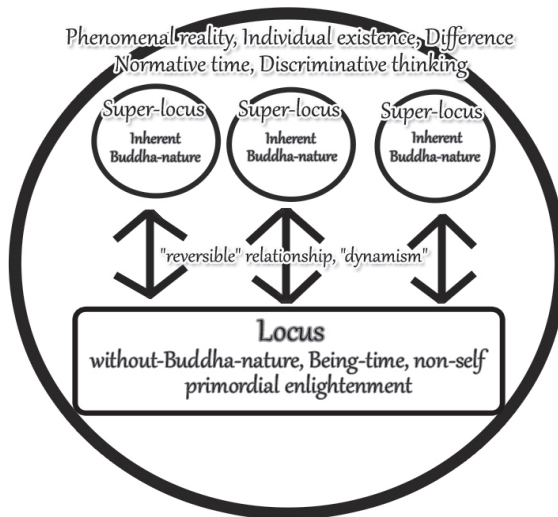 Phenomenal reality, Individual existence, Difference
Normative time, Discriminative thinking
Super-locus
Inherent
Buddha-nature
Super-locus
Inherent
Buddha-nature
Super-locus
Inherent
Buddha-nature
"reversible" relationship, "dynamism"
Locus
without-Buddha-nature, Being-time, non-self
primordial enlightenment